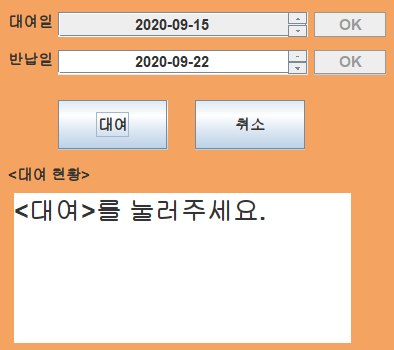 대여일 2020-09-15 OK
반납일 2020-09-22 OK
대여 취소
<대여 현황>
<대여>를 눌러주세요.